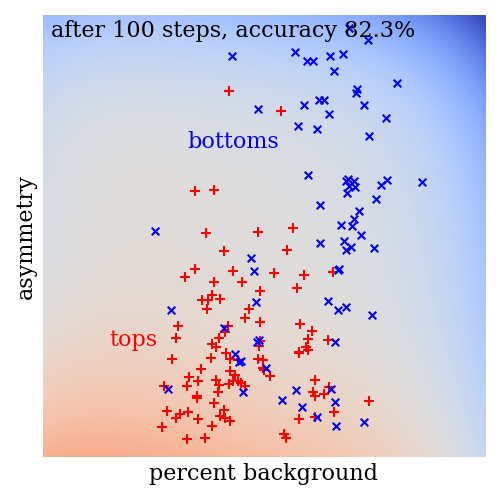 after 100 steps, accuracy 82.3%
bottoms
asymmetry
tops
percent background